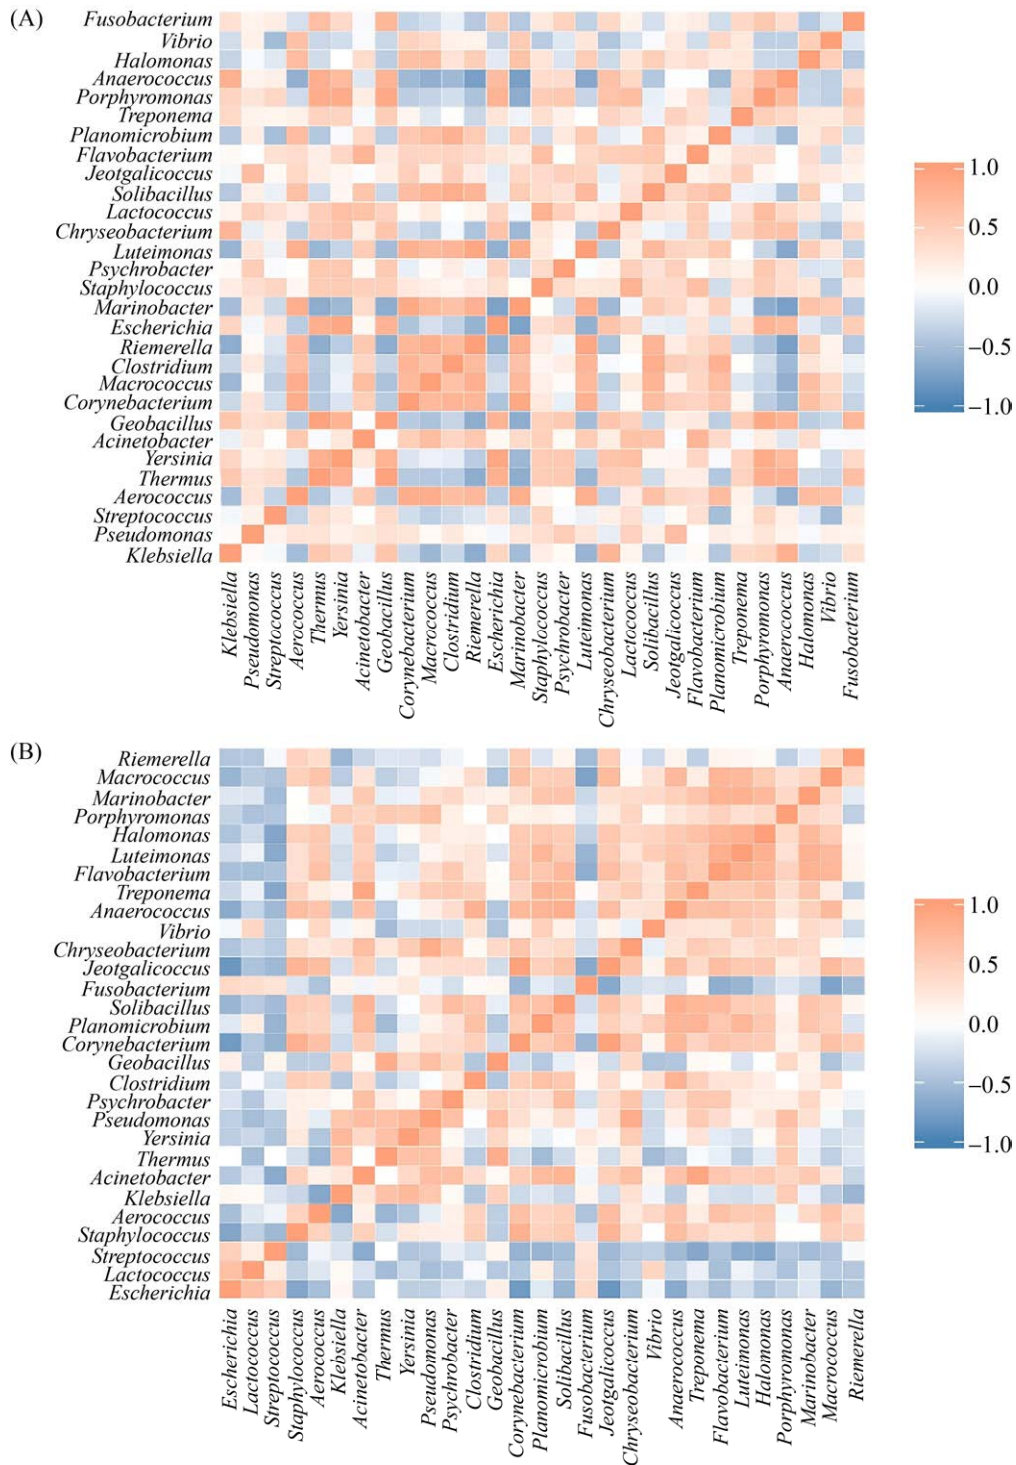 (A)
Fusobacterium
Vibrio
Halomonas
Anaerococcus
Porphyromonas
Treponema
Planomicrobium
Flavobacterium
Jeotgalicoccus
Solibacillus
Lactococcus
Chryseobacterium
Luteimonas
Psychrobacter
Staphylococcus
Marinobacter
Escherichia
Riemerella
Clostridium
Macrococcus
Corynebacterium
Geobacillus
Acinetobacter
Yersinia
Thermus
Aerococcus
Streptococcus
Pseudomonas
Klebsiella
1.0
0.5
0.0
−0.5
−1.0
Klebsiella
Pseudomonas
Streptococcus
Aerococcus
Thermus
Yersinia
Acinetobacter
Geobacillus
Corynebacterium
Macrococcus
Clostridium
Riemerella
Escherichia
Marinobacter
Staphylococcus
Psychrobacter
Luteimonas
Chryseobacterium
Lactococcus
Solibacillus
Jeotgalicoccus
Flavobacterium
Planomicrobium
Treponema
Porphyromonas
Anaerococcus
Halomonas
Vibrio
Fusobacterium
(B)
Riemerella
Macrococcus
Marinobacter
Porphyromonas
Halomonas
Luteimonas
Flavobacterium
Treponema
Anaerococcus
Vibrio
Chryseobacterium
Jeotgalicoccus
Fusobacterium
Solibacillus
Planomicrobium
Corynebacterium
Geobacillus
Clostridium
Psychrobacter
Pseudomonas
Yersinia
Thermus
Acinetobacter
Klebsiella
Aerococcus
Staphylococcus
Streptococcus
Lactococcus
Escherichia
1.0
0.5
0.0
−0.5
−1.0
Escherichia
Lactococcus
Streptococcus
Staphylococcus
Aerococcus
Klebsiella
Acinetobacter
Thermus
Yersinia
Pseudomonas
Psychrobacter
Clostridium
Geobacillus
Corynebacterium
Planomicrobium
Solibacillus
Fusobacterium
Jeotgalicoccus
Chryseobacterium
Vibrio
Anaerococcus
Treponema
Flavobacterium
Luteimonas
Halomonas
Porphyromonas
Marinobacter
Macrococcus
Riemerella